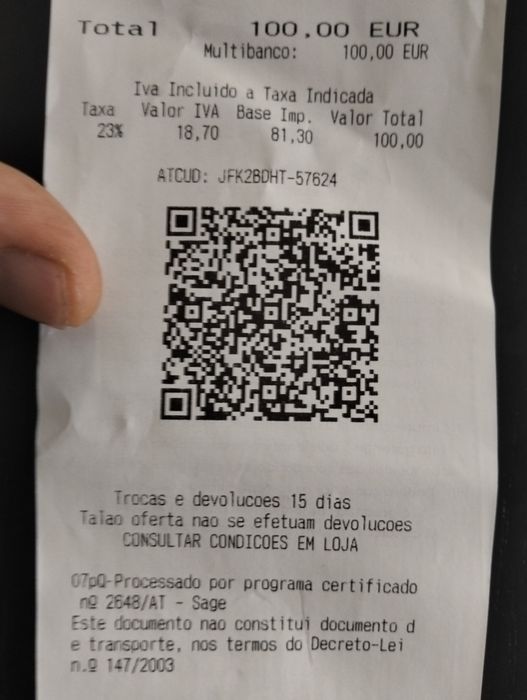 Total 100,00 EUR
Multibanco: 100,00 EUR
Iva Incluido a Taxa Indicada
Taxa Valor IVA Base Imp. Valor Total
23% 18,70 81,30 100,00
ATCUD: JFK2BDHT-57624
Trocas e devolucoes 15 dias
Talao oferta nao se efetuam devolucoes
CONSULTAR CONDICOES EM LOJA
07pQ-Processado por programa certificado
nº 2648/AT - Sage
Este documento nao constitui documento d
e transporte, nos termos do Decreto-Lei
n.º 147/2003